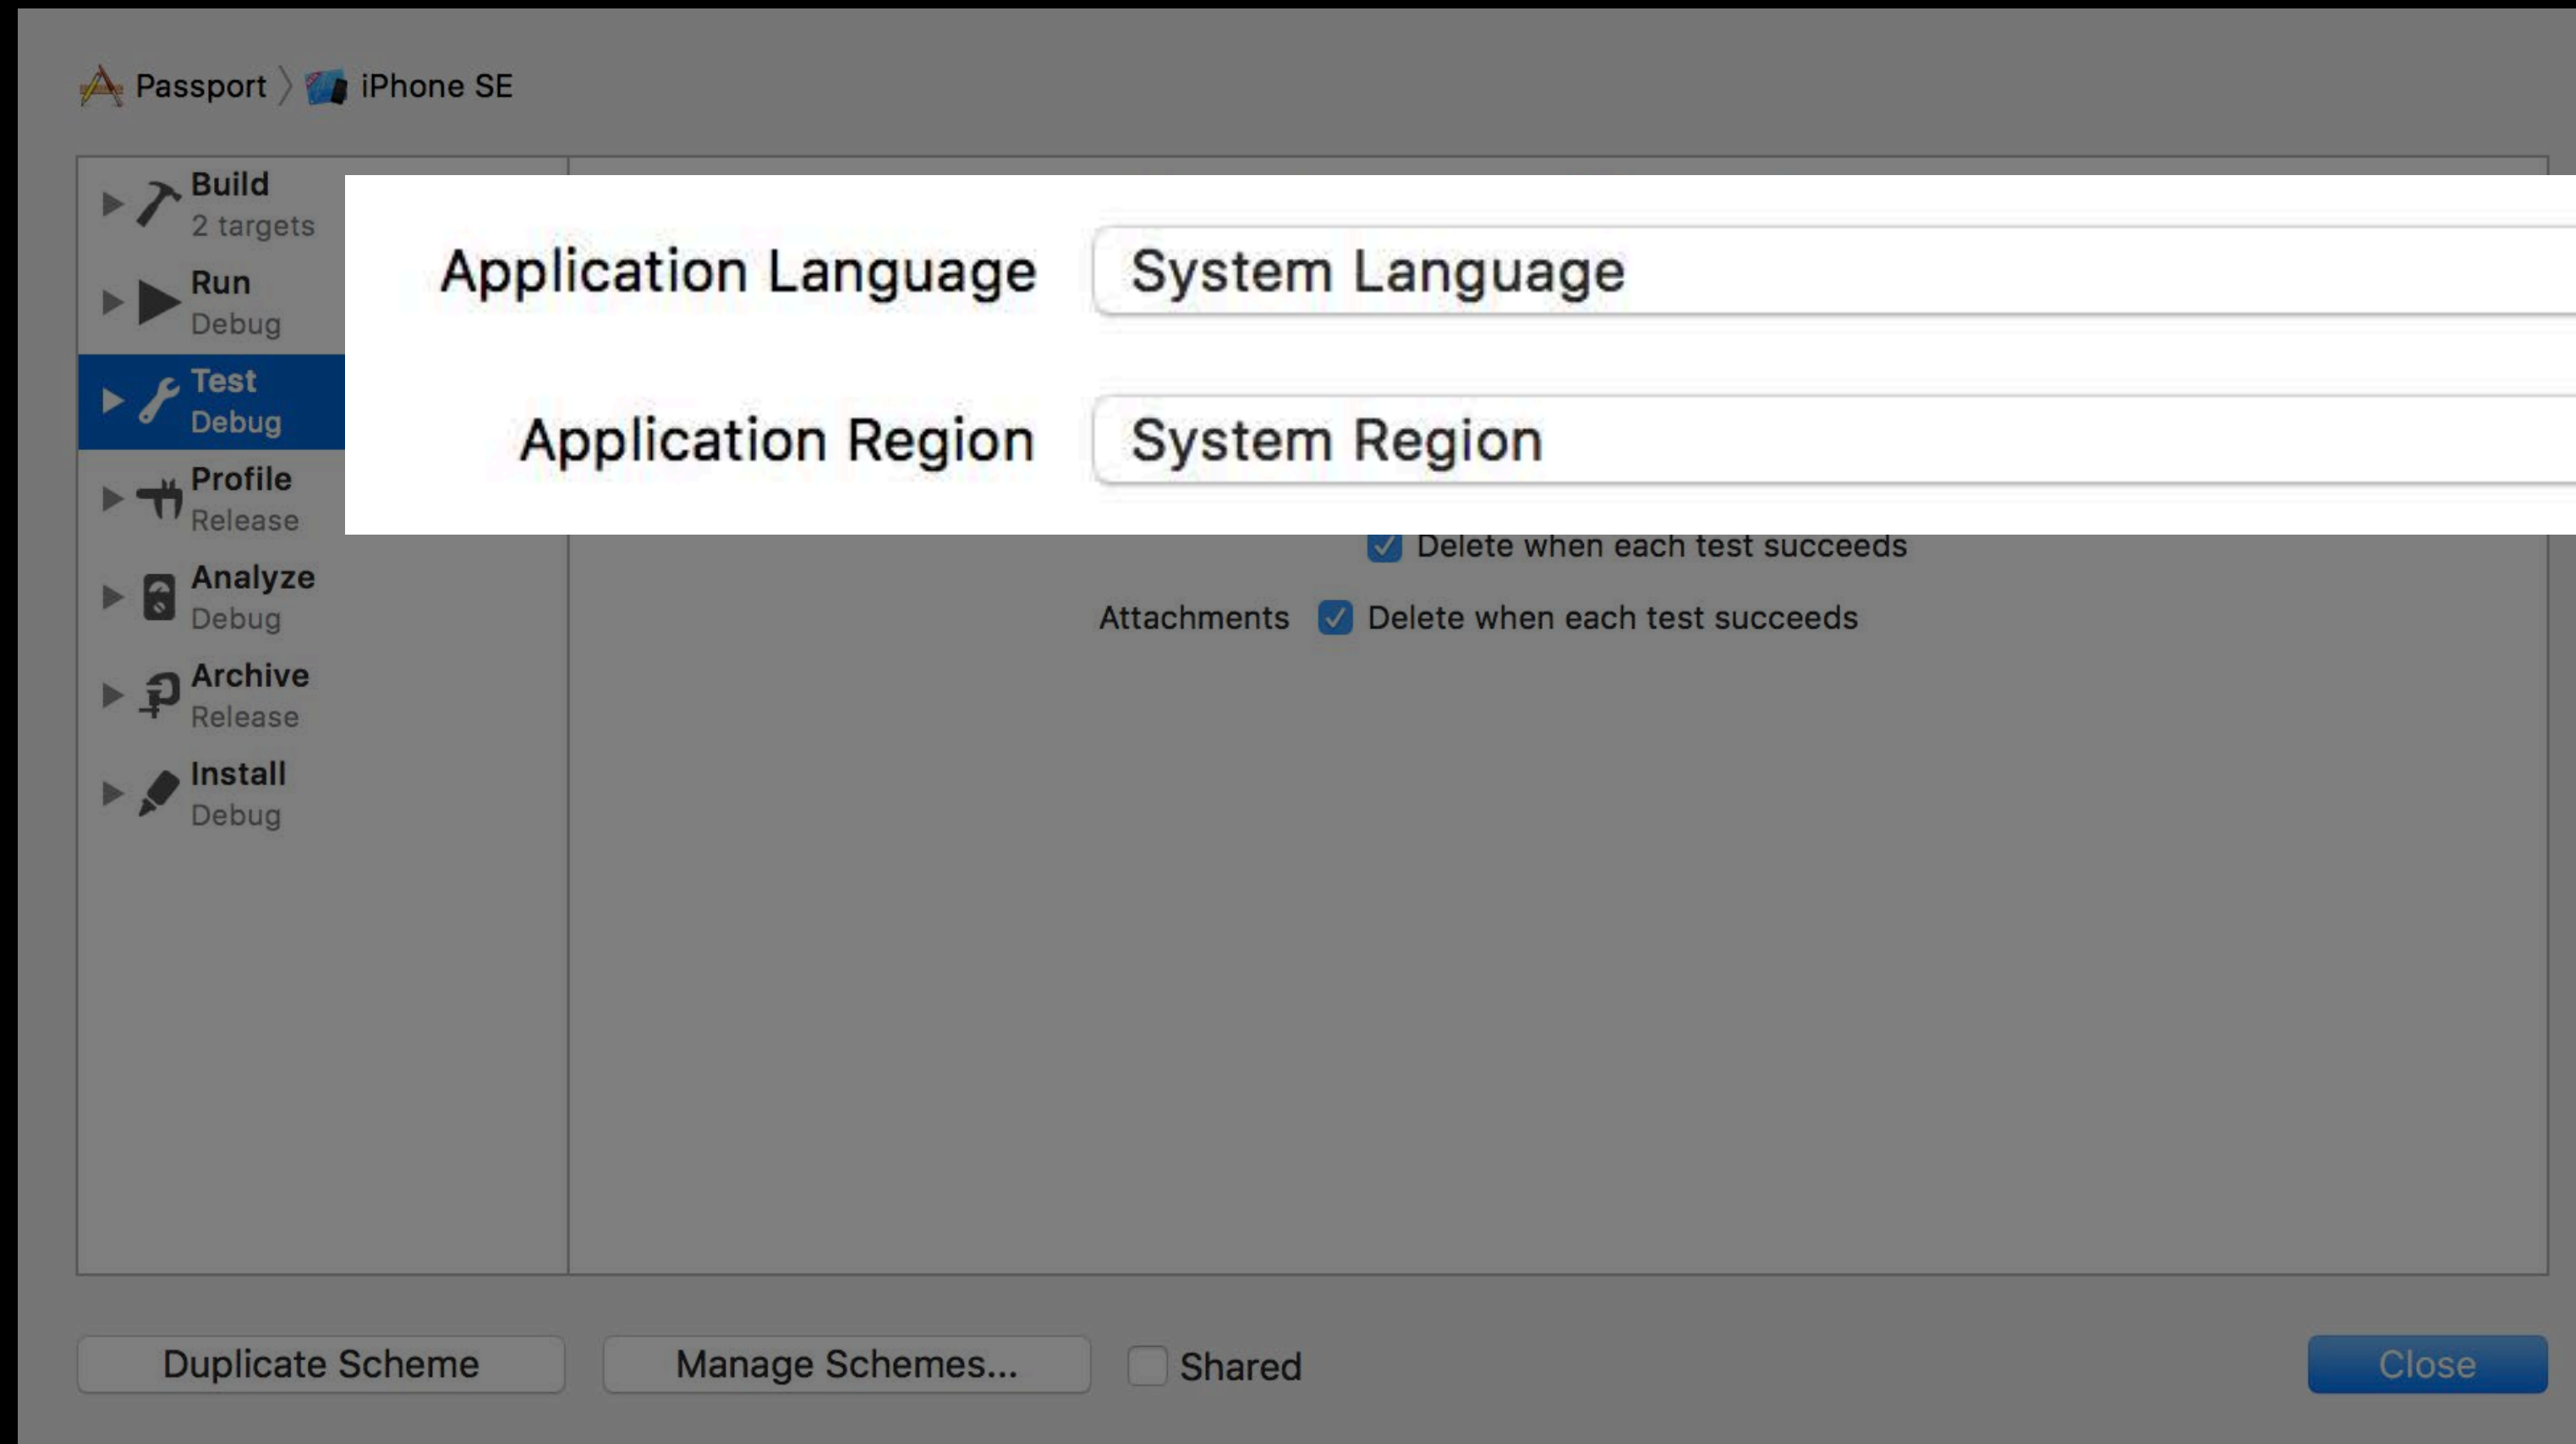 Passport iPhone SE
Build
2 targets
Run
Debug
Test
Debug
Profile
Release
Analyze
Debug
Archive
Release
Install
Debug
Application Language System Language
Application Region System Region
Delete when each test succeeds
Attachments Delete when each test succeeds
Duplicate Scheme Manage Schemes... Shared Close